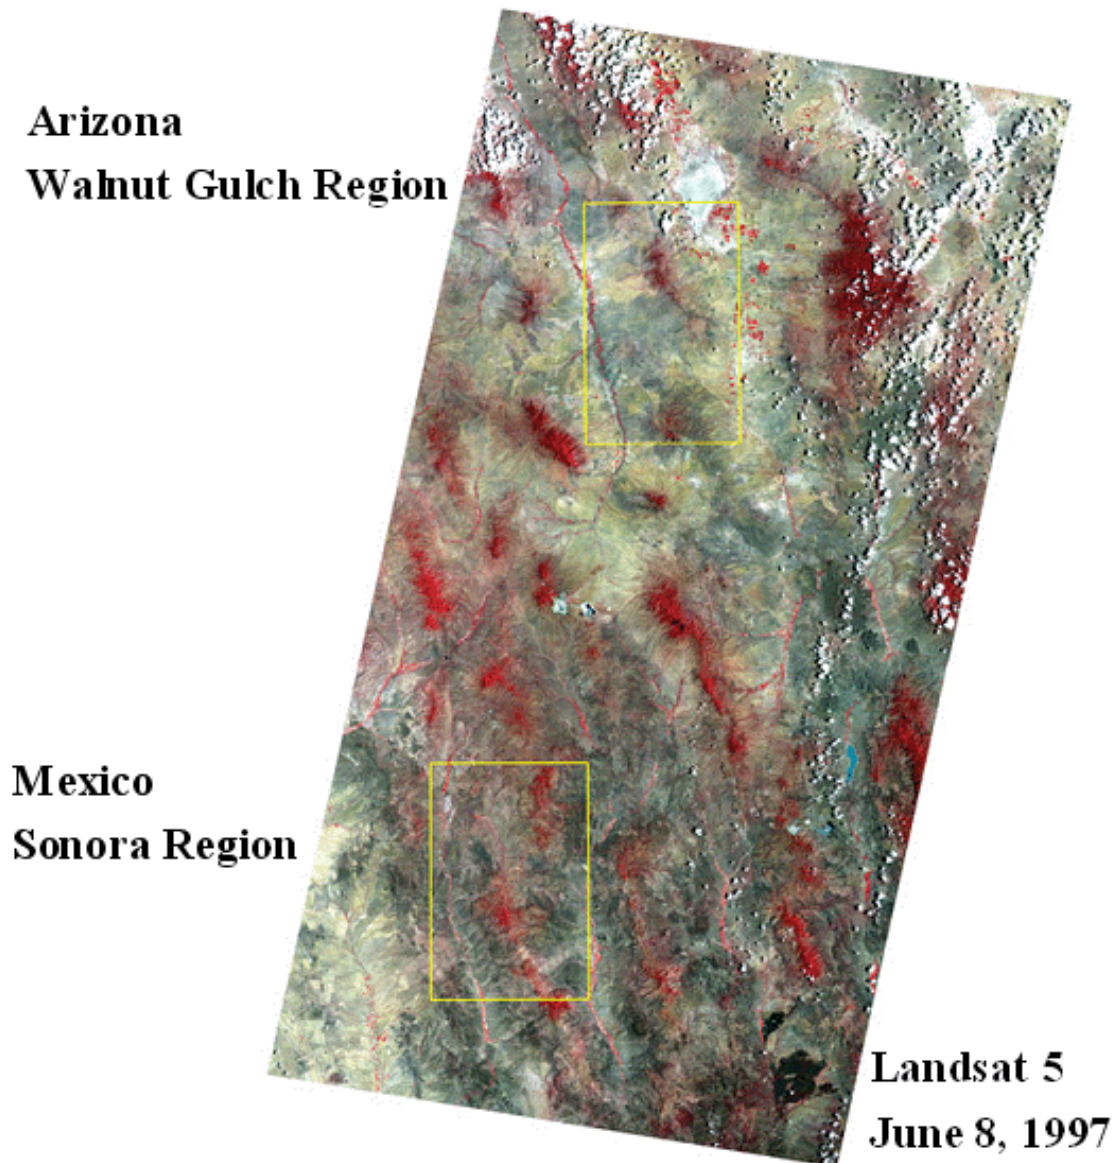 Arizona
Walnut Gulch Region
Mexico
Sonora Region
Landsat 5
June 8, 1997